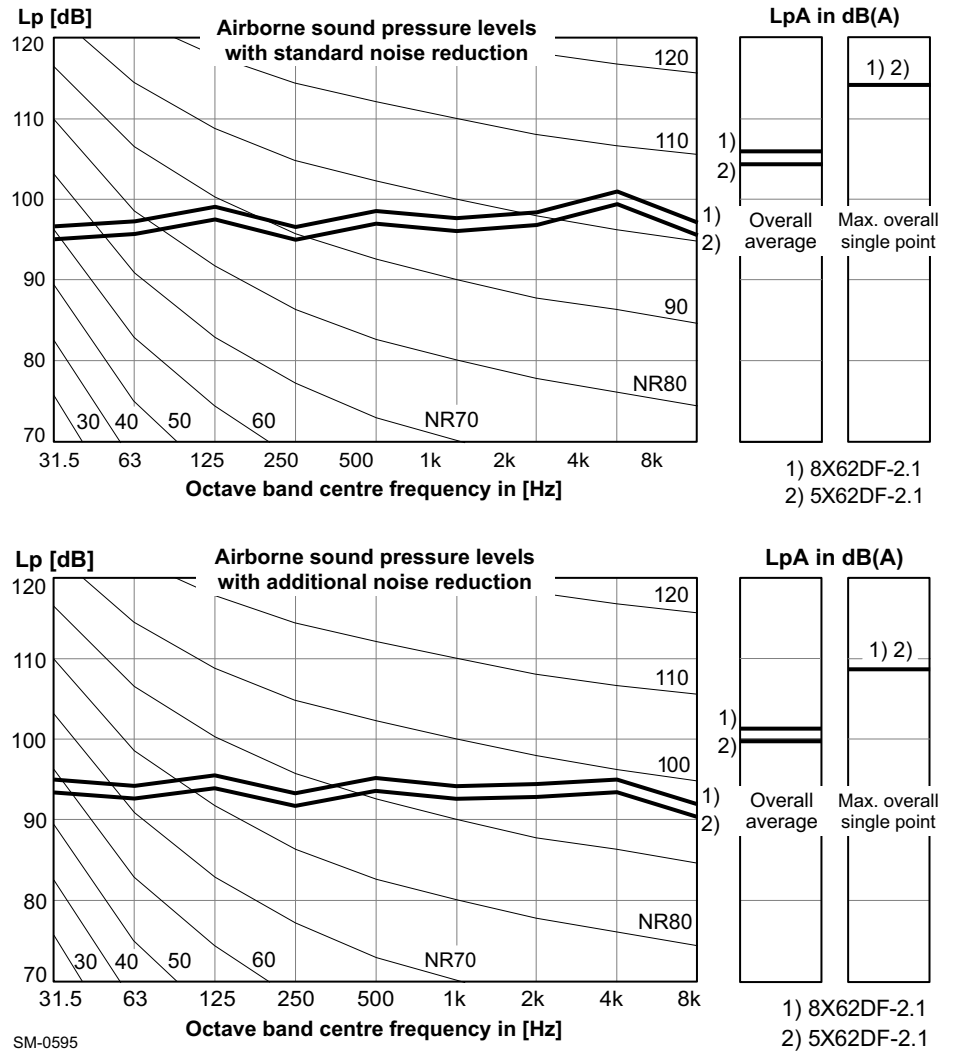 Lp [dB]
Airborne sound pressure levels
with standard noise reduction
LpA in dB(A)
120
110
100
90
80
70
120
110
90
NR80
NR70
60
50
40
30
1)
2)
31.5 63 125 250 500 1k 2k 4k 8k
Octave band centre frequency in [Hz]
1)
2)
Overall
average
1) 2)
Max. overall
single point
1) 8X62DF-2.1
2) 5X62DF-2.1
Lp [dB]
Airborne sound pressure levels
with additional noise reduction
LpA in dB(A)
120
110
100
90
80
70
120
110
100
NR80
NR70
60
50
40
30
1)
2)
31.5 63 125 250 500 1k 2k 4k 8k
Octave band centre frequency in [Hz]
1)
2)
Overall
average
1) 2)
Max. overall
single point
1) 8X62DF-2.1
2) 5X62DF-2.1
SM-0595